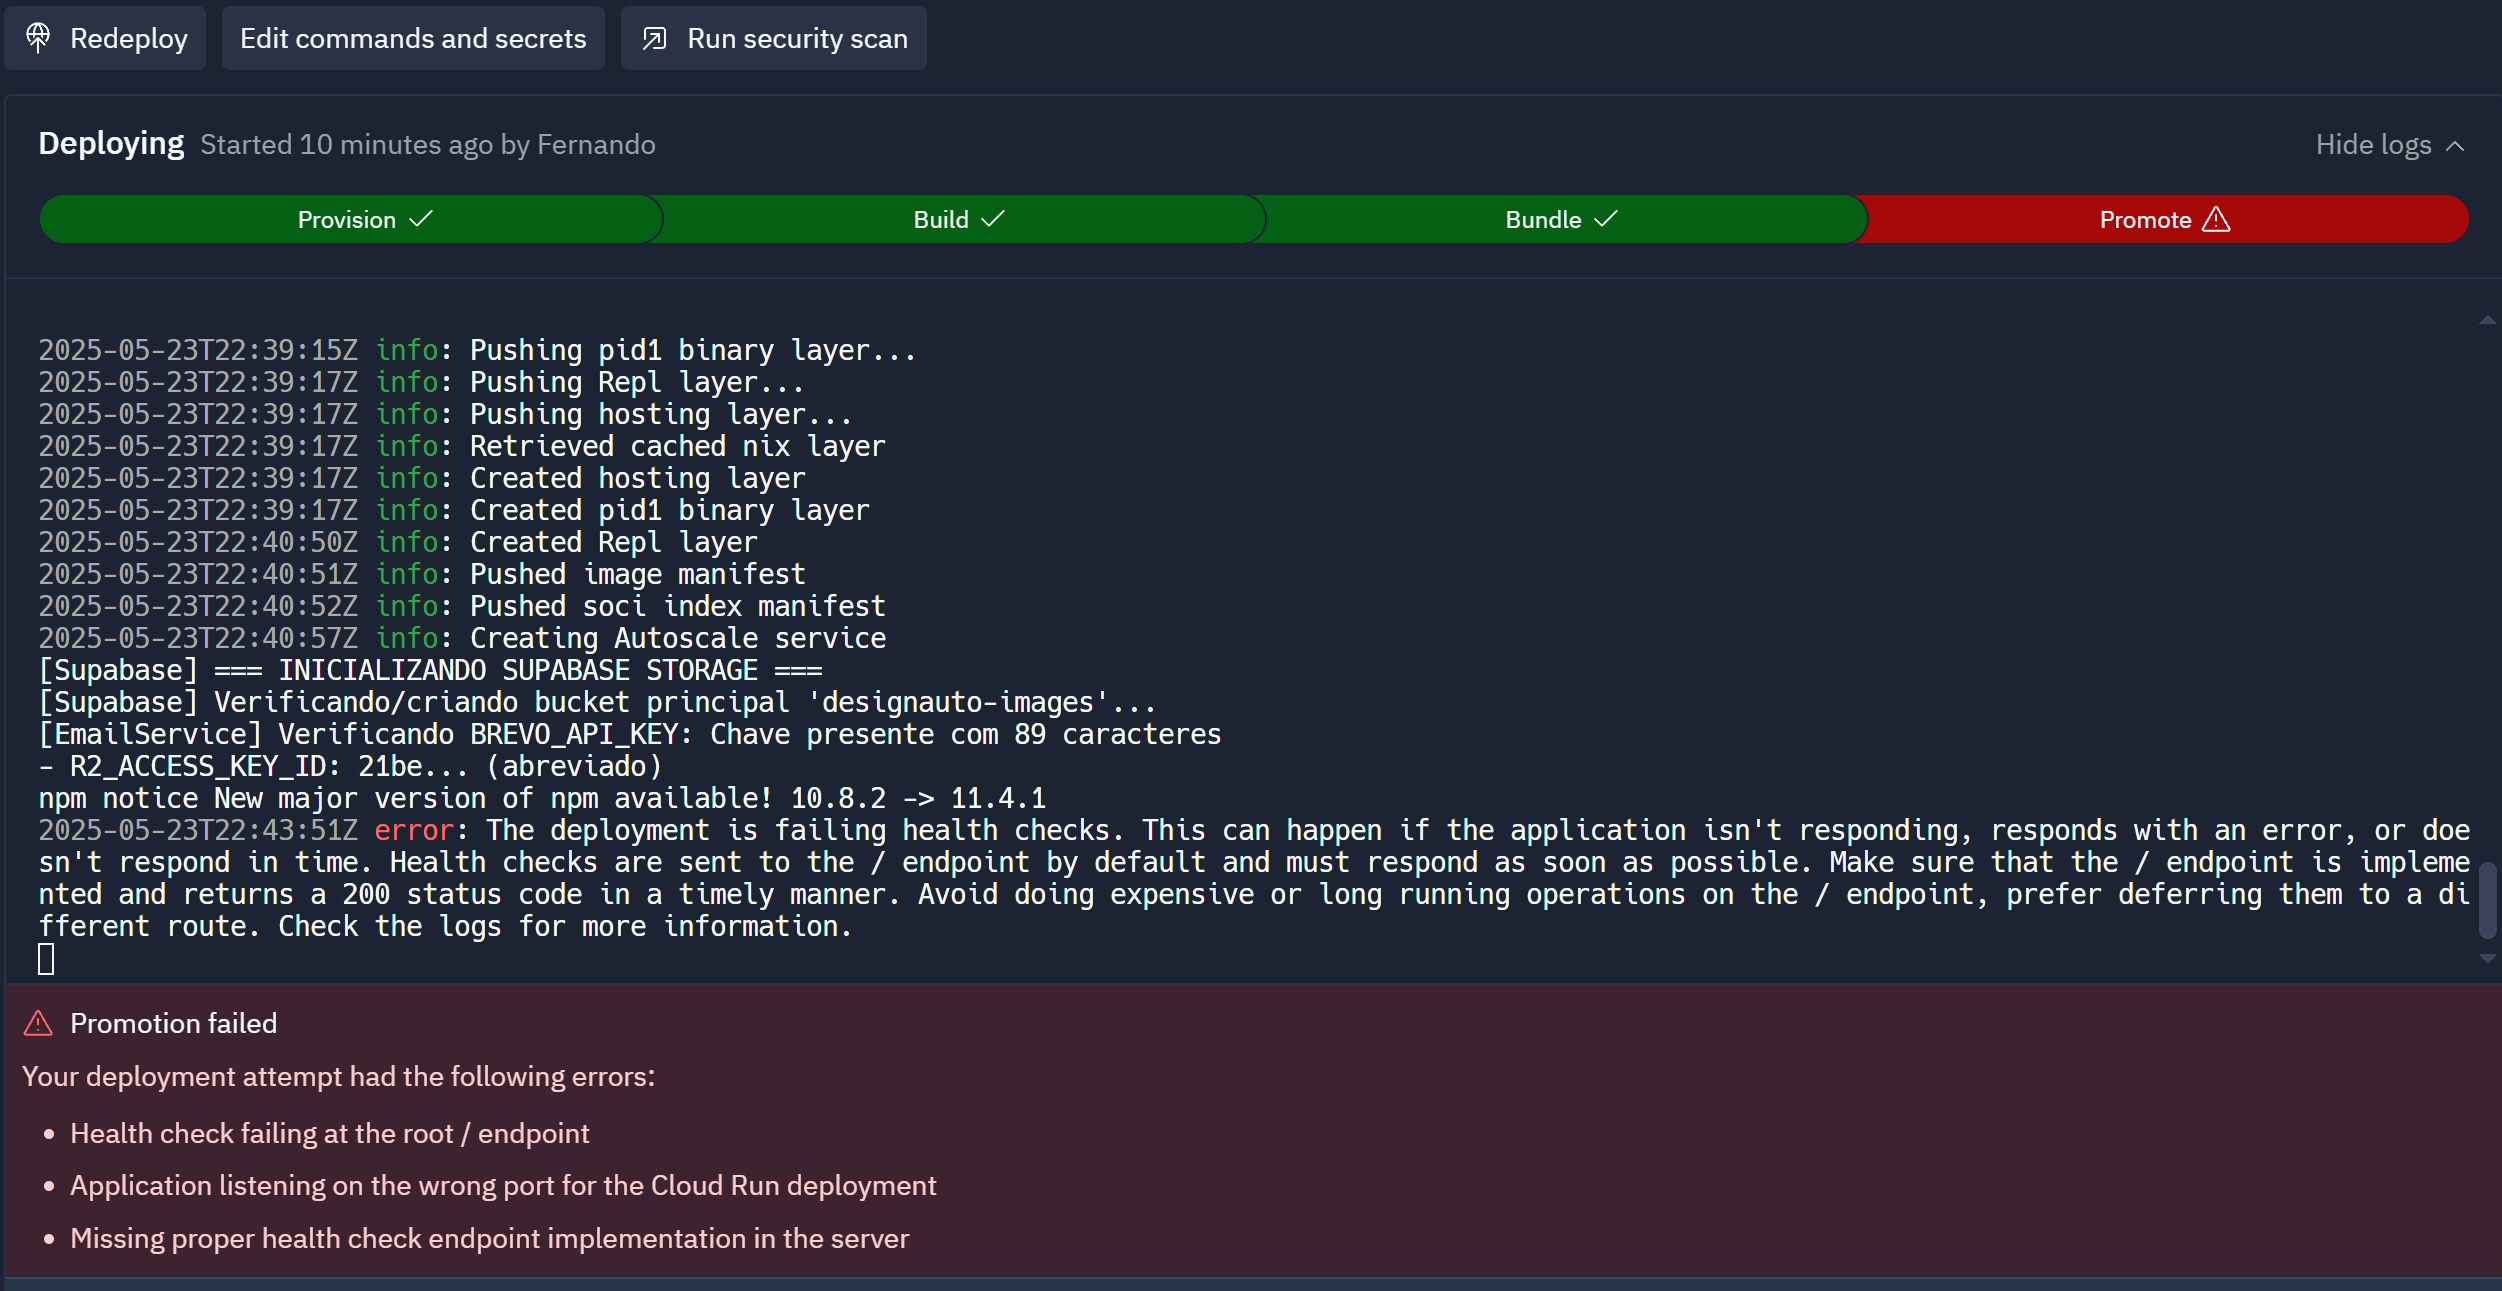 Redeploy
Edit commands and secrets
Run security scan
Deploying Started 10 minutes ago by Fernando
Hide logs
Provision
Build
Bundle
Promote
2025-05-23T22:39:15Z info: Pushing pid1 binary layer...
2025-05-23T22:39:17Z info: Pushing Repl layer...
2025-05-23T22:39:17Z info: Pushing hosting layer...
2025-05-23T22:39:17Z info: Retrieved cached nix layer
2025-05-23T22:39:17Z info: Created hosting layer
2025-05-23T22:39:17Z info: Created pid1 binary layer
2025-05-23T22:40:50Z info: Created Repl layer
2025-05-23T22:40:51Z info: Pushed image manifest
2025-05-23T22:40:52Z info: Pushed soci index manifest
2025-05-23T22:40:57Z info: Creating Autoscale service
[Supabase] === INICIALIZANDO SUPABASE STORAGE ===
[Supabase] Verificando/criando bucket principal 'designauto-images'...
[EmailService] Verificando BREVO_API_KEY: Chave presente com 89 caracteres
- R2_ACCESS_KEY_ID: 21be... (abreviado)
npm notice New major version of npm available! 10.8.2 -> 11.4.1
2025-05-23T22:43:51Z error: The deployment is failing health checks. This can happen if the application isn't responding, responds with an error, or doe
sn't respond in time. Health checks are sent to the / endpoint by default and must respond as soon as possible. Make sure that the / endpoint is impleme
nted and returns a 200 status code in a timely manner. Avoid doing expensive or long running operations on the / endpoint, prefer deferring them to a di
fferent route. Check the logs for more information.
Promotion failed
Your deployment attempt had the following errors:
• Health check failing at the root / endpoint
• Application listening on the wrong port for the Cloud Run deployment
• Missing proper health check endpoint implementation in the server